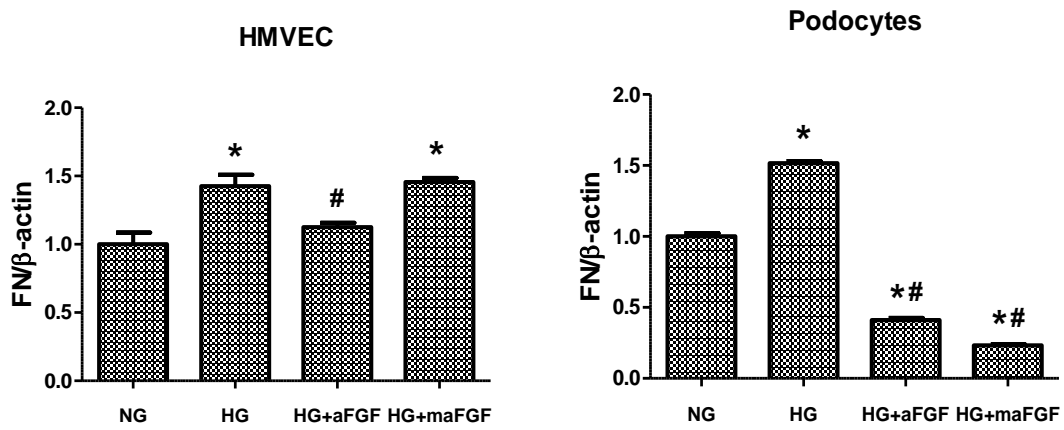 HMVEC
FN/β-actin
2.0
1.5
1.0
0.5
0.0
*
#
*
NG HG HG+aFGF HG+maFGF
Podocytes
FN/β-actin
2.0
1.5
1.0
0.5
0.0
*
*#
*#
NG HG HG+aFGF HG+maFGF